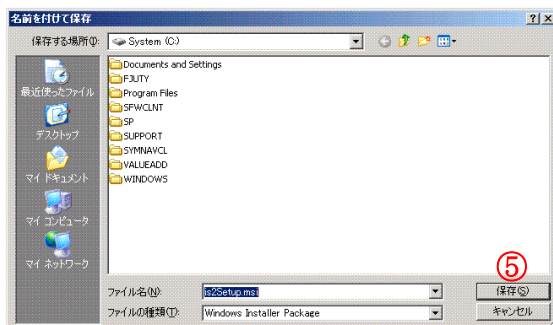 名前を付けて保存
保存する場所(I):
System (C:)
最近使ったファイル
デスクトップ
マイ ドキュメント
マイ コンピュータ
マイ ネットワーク
Documents and Settings
FJUTY
Program Files
SFWCLNT
SP
SUPPORT
SYMNAVCL
VALUEADD
WINDOWS
⑤
ファイル名(N):
is2Setup.msi
保存(S)
ファイルの種類(T):
Windows Installer Package
キャンセル